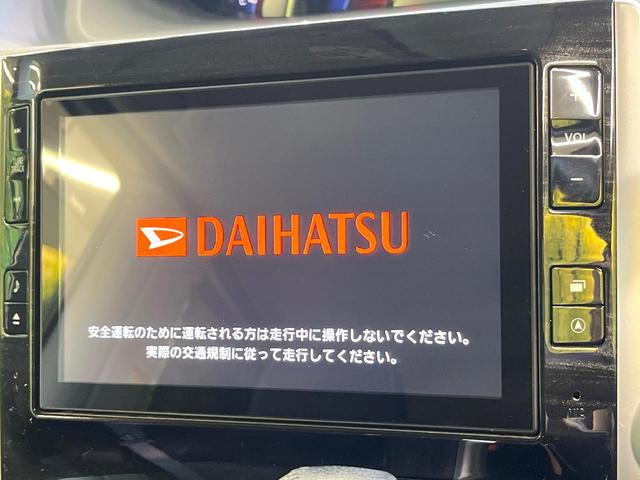 DAIHATSU
安全運転のために運転される方は走行中に操作しないでください。
実際の交通規制に従って走行してください。
+
VOL
−
TRACK